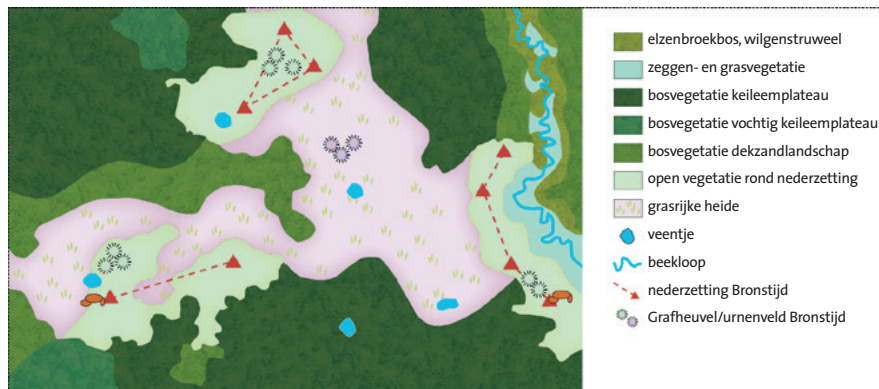 elzenbroekbos, wilgenstruweel
zeggen- en grasvegetatie
bosvegetatie keileemplateau
bosvegetatie vochtig keileemplateau
bosvegetatie dekzandlandschap
open vegetatie rond nederzetting
grasrijke heide
veentje
beekloop
nederzetting Bronstijd
Grafheuvel/urnenveld Bronstijd